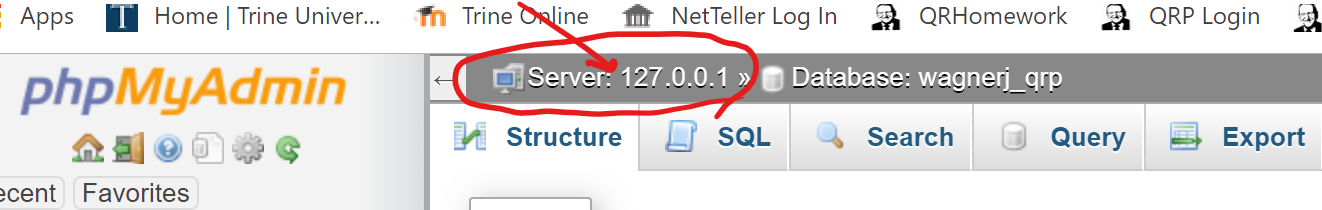 Apps Home | Trine Univer... Trine Online NetTeller Log In QRHomework QRP Login
phpMyAdmin
← Server: 127.0.0.1 » Database: wagnerj_qrp
Structure SQL Search Query Export
ecent Favorites